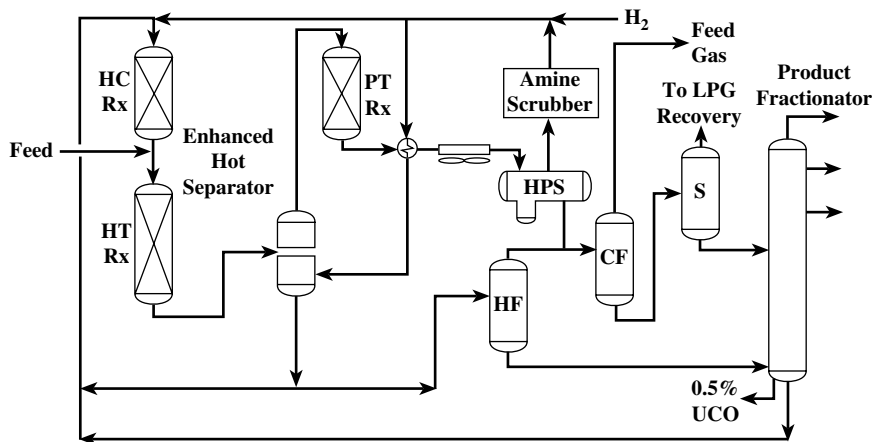 H2
Feed
Gas
HC
Rx
PT
Rx
Amine
Scrubber
To LPG
Recovery
Product
Fractionator
Feed
Enhanced
Hot
Separator
HPS
S
HT
Rx
CF
HF
0.5%
UCO